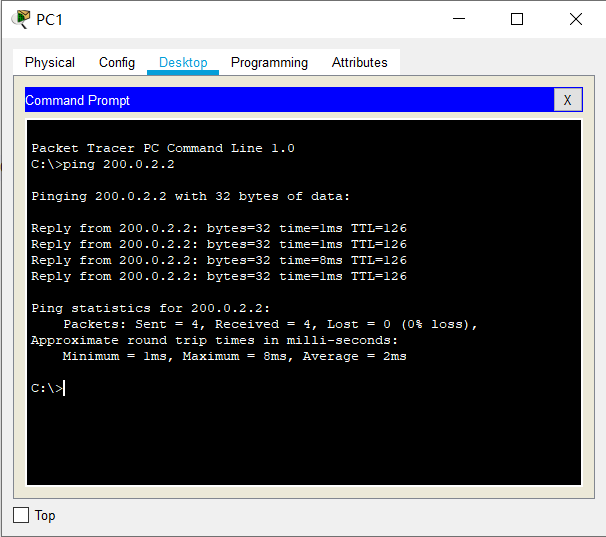 PC1
Physical Config Desktop Programming Attributes
Command Prompt X
Packet Tracer PC Command Line 1.0
C:\>ping 200.0.2.2
Pinging 200.0.2.2 with 32 bytes of data:
Reply from 200.0.2.2: bytes=32 time=1ms TTL=126
Reply from 200.0.2.2: bytes=32 time=1ms TTL=126
Reply from 200.0.2.2: bytes=32 time=8ms TTL=126
Reply from 200.0.2.2: bytes=32 time=1ms TTL=126
Ping statistics for 200.0.2.2:
    Packets: Sent = 4, Received = 4, Lost = 0 (0% loss),
Approximate round trip times in milli-seconds:
    Minimum = 1ms, Maximum = 8ms, Average = 2ms
C:\>
Top